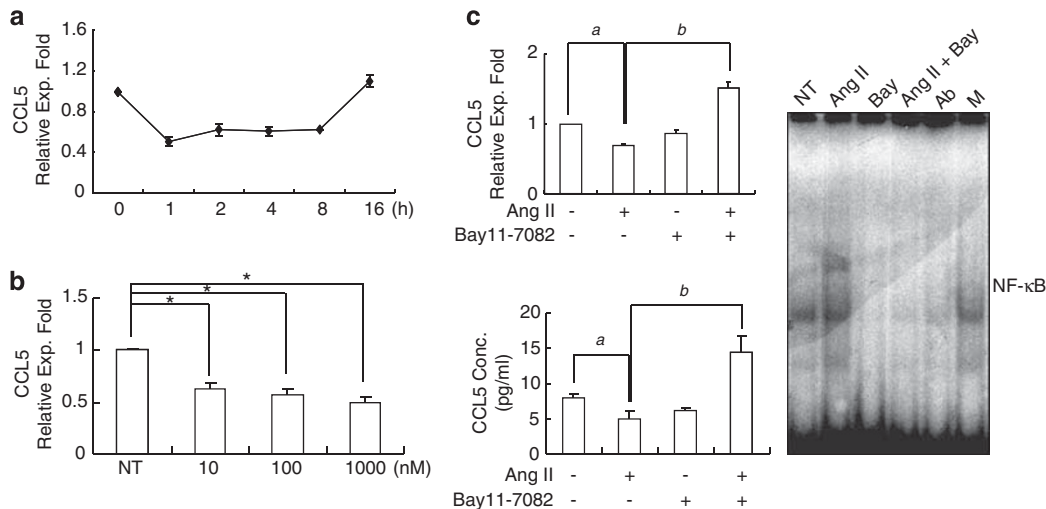 a
CCL5
Relative Exp. Fold
1.6
1.2
0.8
0.4
0
0 1 2 4 8 16 (h)
b
CCL5
Relative Exp. Fold
1.5
1
0.5
0
* * *
NT 10 100 1000 (nM)
c
CCL5
Relative Exp. Fold
2
1
0
a b
Ang II - + - +
Bay11-7082 - - + +
CCL5 Conc.
(pg/ml)
20
15
10
5
0
a b
Ang II - + - +
Bay11-7082 - - + +
NT Ang II Bay Ang II + Bay Ab M
NF-κB